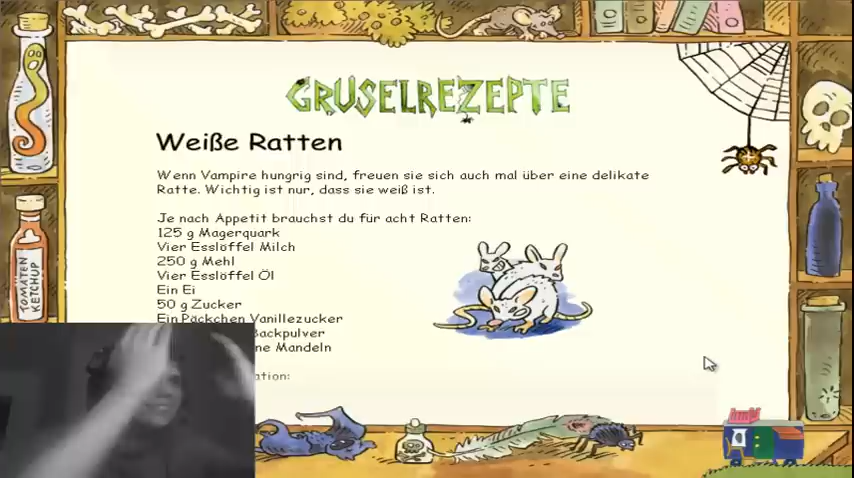 GRUSELREZEPTE
Weiße Ratten
Wenn Vampire hungrig sind, freuen sie sich auch mal über eine delikate
Ratte. Wichtig ist nur, dass sie weiß ist.
Je nach Appetit brauchst du für acht Ratten:
125 g Magerquark
Vier Esslöffel Milch
250 g Mehl
Vier Esslöffel Öl
Ein Ei
50 g Zucker
Ein Päckchen Vanillezucker
Backpulver
Mandeln
TOMATEN
KETCHUP